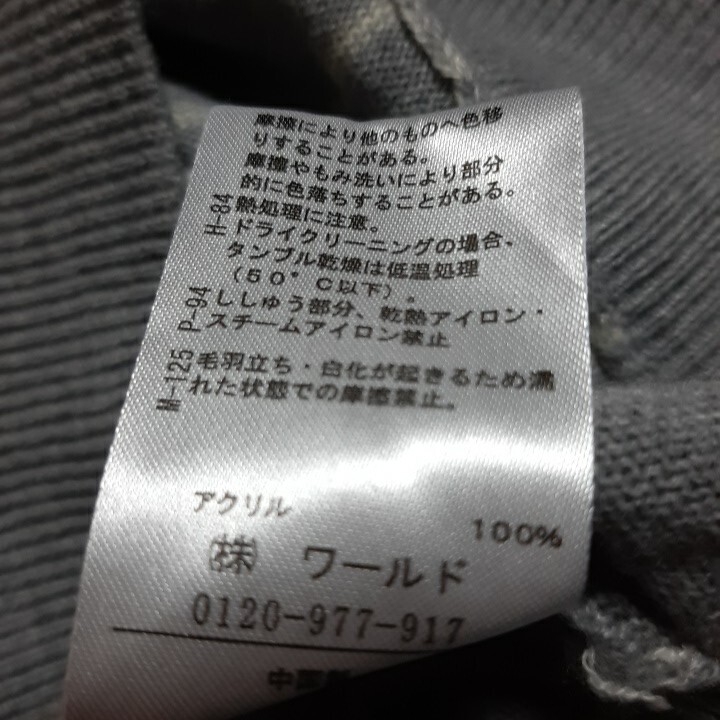 摩擦により他のものへ色移
りすることがある。
摩擦やもみ洗いにより部分
的に色落ちすることがある。
H-84 熱処理に注意。
ドライクリーニングの場合、
タンブル乾燥は低温処理
(50°C以下)。
P-94 ししゅう部分、乾熱アイロン・
スチームアイロン禁止
M-125 毛羽立ち・白化が起きるため濡
れた状態での摩擦禁止。
アクリル
100%
㈱ ワールド
0120-977-917
中国